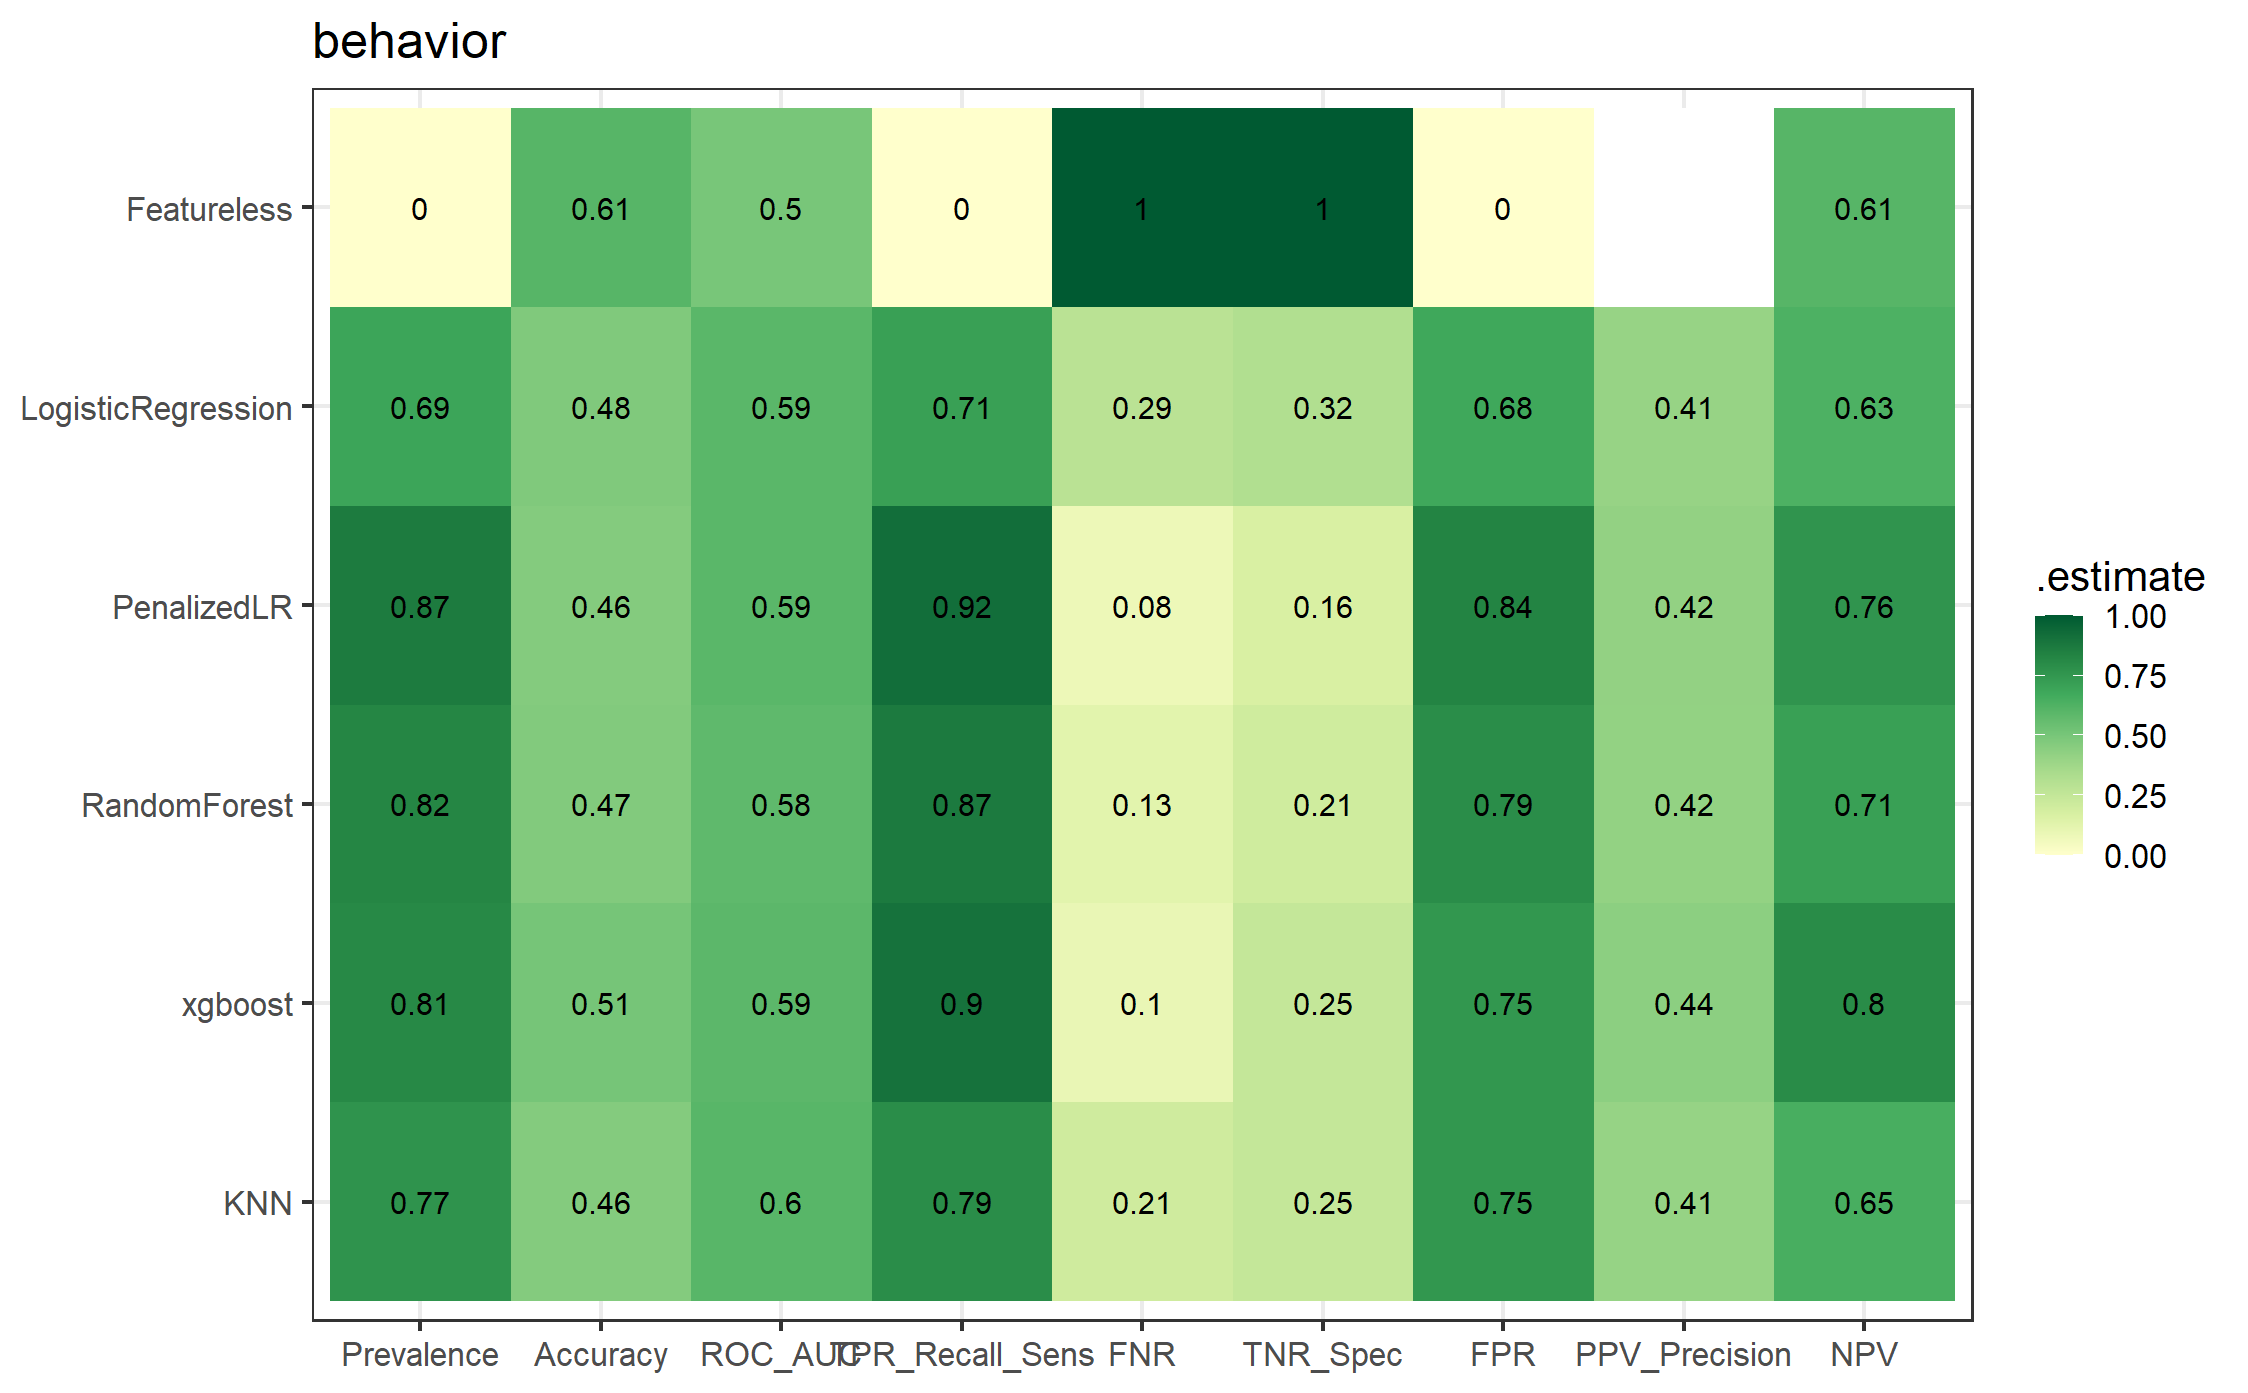 behavior
Featureless 0 0.61 0.5 0 1 1 0 0.61
LogisticRegression 0.69 0.48 0.59 0.71 0.29 0.32 0.68 0.41 0.63
PenalizedLR 0.87 0.46 0.59 0.92 0.08 0.16 0.84 0.42 0.76
RandomForest 0.82 0.47 0.58 0.87 0.13 0.21 0.79 0.42 0.71
xgboost 0.81 0.51 0.59 0.9 0.1 0.25 0.75 0.44 0.8
KNN 0.77 0.46 0.6 0.79 0.21 0.25 0.75 0.41 0.65
Prevalence Accuracy ROC_AUC TPR_Recall_Sens FNR TNR_Spec FPR PPV_Precision NPV
.estimate
1.00
0.75
0.50
0.25
0.00